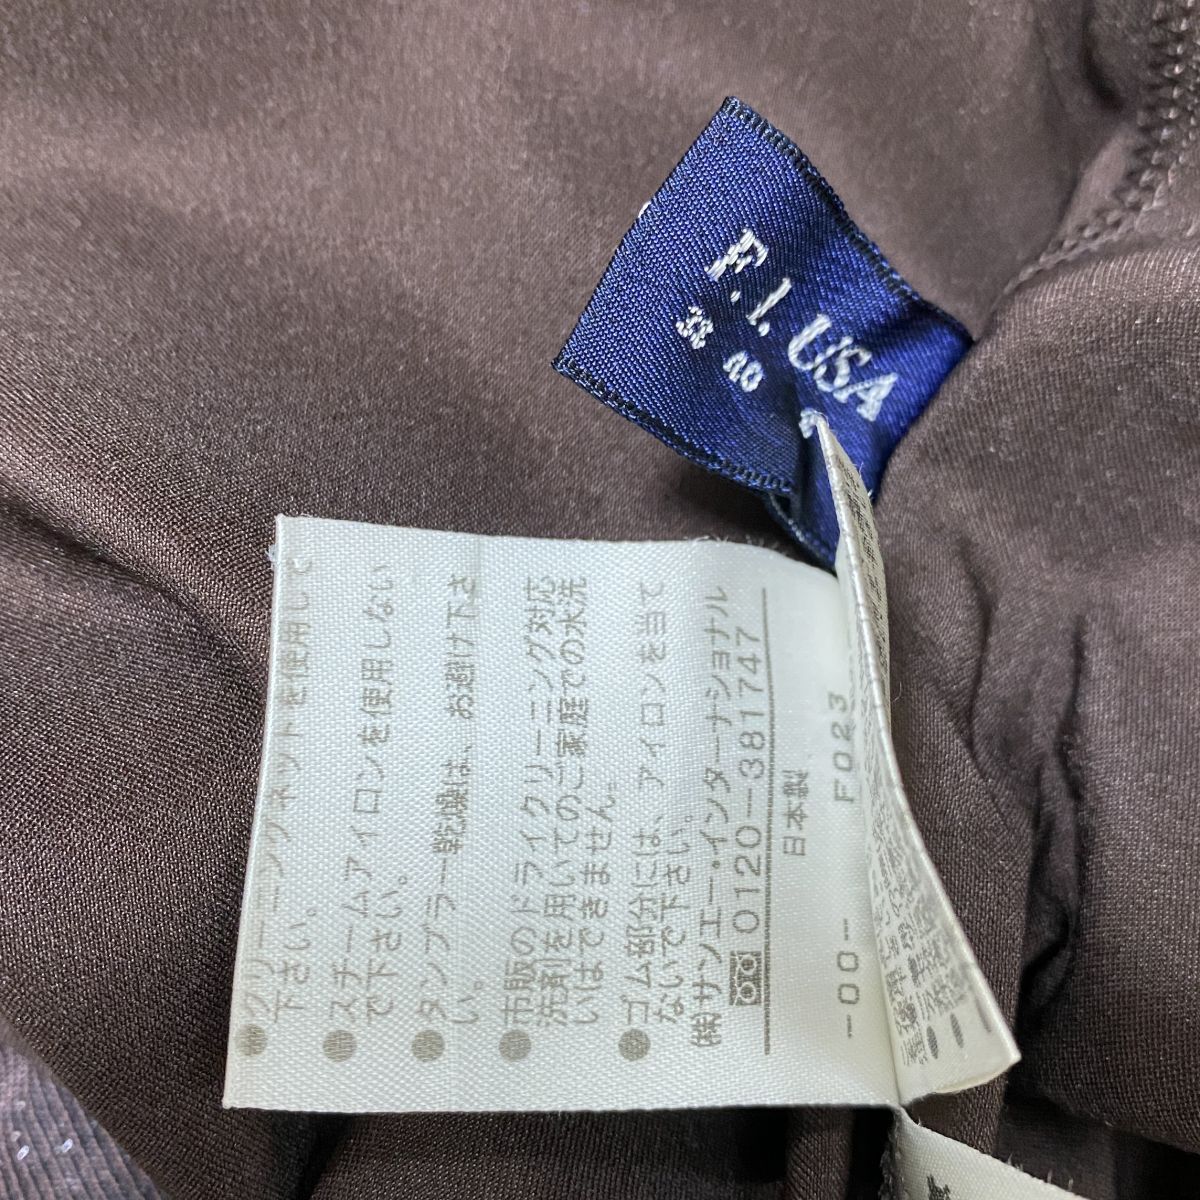 F.I.USA
38 40
●クリーニングネットを使用して
下さい。
●スチームアイロンを使用しない
で下さい。
●タンブラー乾燥は、お避け下さ
い。
●市販のドライクリーニング対応
洗剤を用いてのご家庭での水洗
いはできません。
●ゴム部分には、アイロンを当て
ないで下さい。
㈱サンエー・インターナショナル
0120-381747
日本製
-00- F023